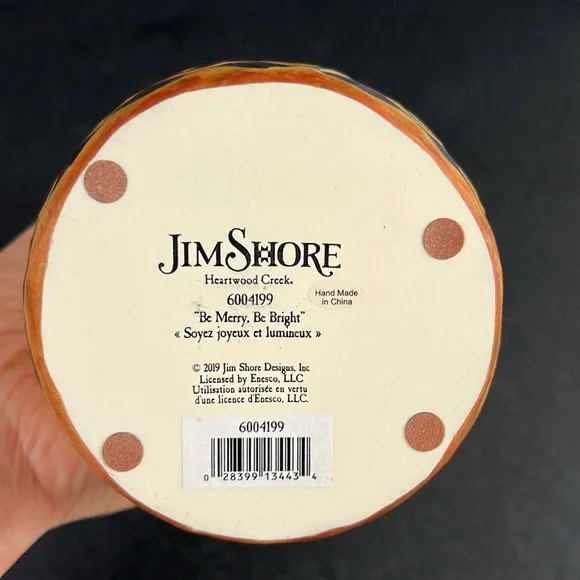 JIM SHORE
Heartwood Creek®
6004199
Hand Made
in China
"Be Merry, Be Bright"
« Soyez joyeux et lumineux »
© 2019 Jim Shore Designs, Inc
Licensed by Enesco, LLC
Utilisation autorisée en vertu
d'une licence d'Enesco, LLC.
6004199
0 28399 13443 4